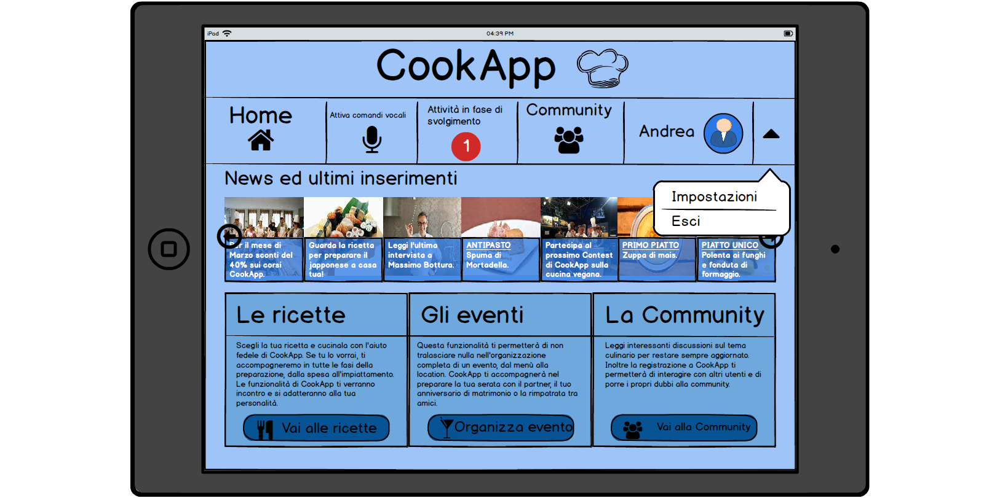 iPad
04:39 PM
CookApp
Home
Attiva comandi vocali
Attività in fase di
svolgimento
1
Community
Andrea
News ed ultimi inserimenti
Impostazioni
Esci
Per il mese di
Marzo sconti del
40% sui corsi
CookApp.
Guarda la ricetta
per preparare il
japponese a casa
tua!
Leggi l'ultima
intervista a
Massimo Bottura.
ANTIPASTO
Spuma di
Mortadella.
Partecipa al
prossimo Contest
di CookApp sulla
cucina vegana.
PRIMO PIATTO
Zuppa di mais.
PIATTO UNICO
Polenta ai funghi
e fonduta di
formaggio.
Le ricette
Scegli la tua ricetta e cucinala con l'aiuto
fedele di CookApp. Se tu lo vorrai, ti
accompagneremo in tutte le fasi della
preparazione, dalla spesa all'impiattamento.
Le funzionalità di CookApp ti verranno
incontro e si adatteranno alla tua
personalità.
Vai alle ricette
Gli eventi
Questa funzionalità ti permetterà di non
tralasciare nulla nell'organizzazione
completa di un evento, dal menù alla
location. CookApp ti accompagnerà nel
preparare la tua serata con il partner, il tuo
anniversario di matrimonio o la rimpatrata tra
amici.
Organizza evento
La Community
Leggi interessanti discussioni sul tema
culinario per restare sempre aggiornato.
Inoltre la registrazione a CookApp ti
permetterà di interagire con altri utenti e di
porre i propri dubbi alla community.
Vai alla Community